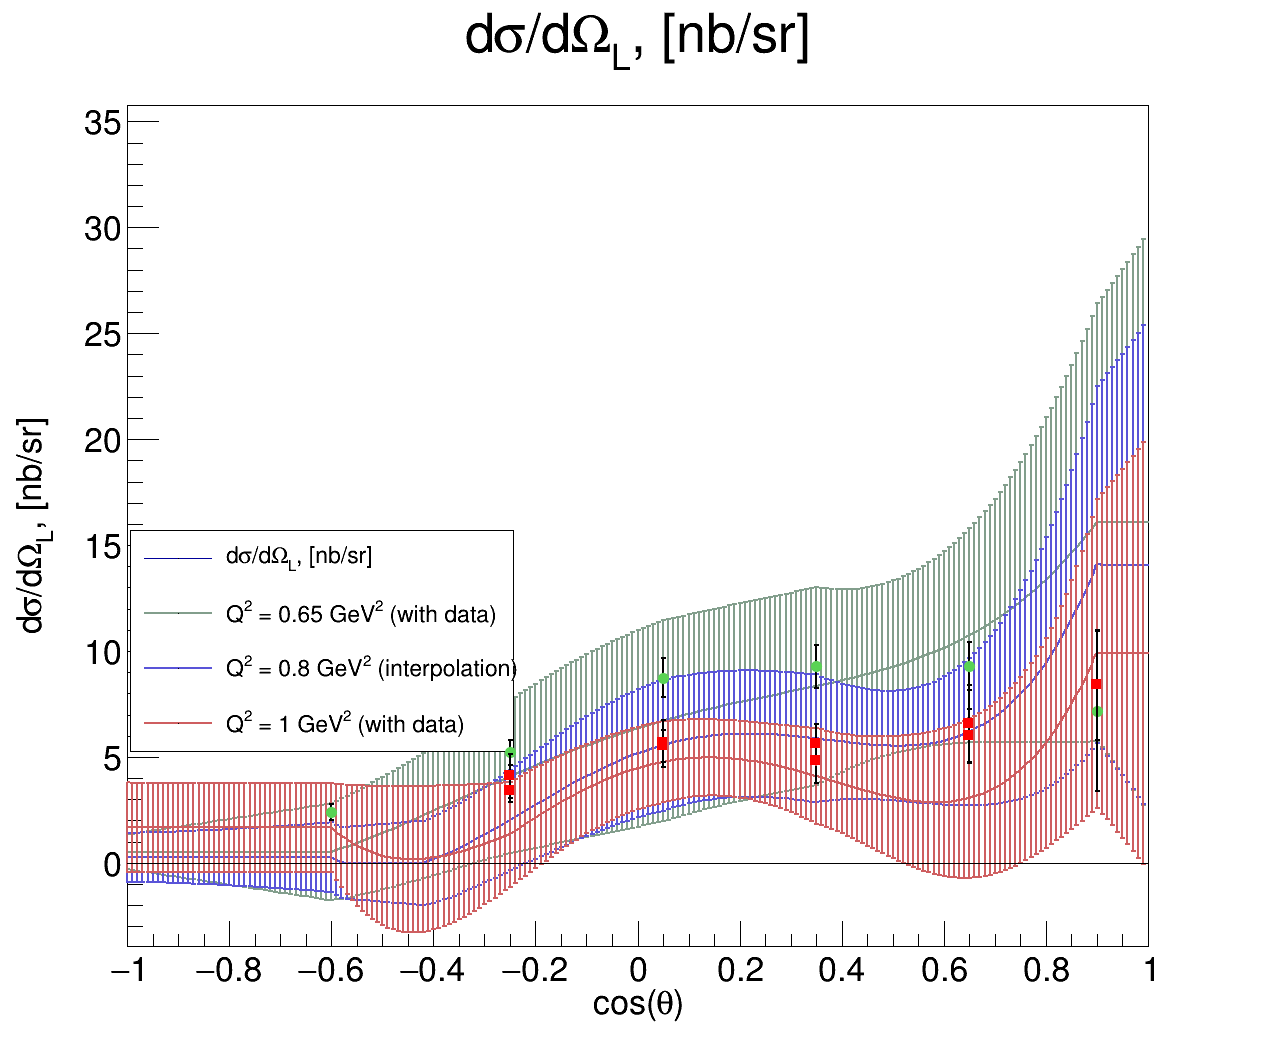 dσ/dΩL, [nb/sr]
dσ/dΩL, [nb/sr]
35
30
25
20
15
10
5
0
dσ/dΩL, [nb/sr]
Q² = 0.65 GeV² (with data)
Q² = 0.8 GeV² (interpolation)
Q² = 1 GeV² (with data)
−1 −0.8 −0.6 −0.4 −0.2 0 0.2 0.4 0.6 0.8 1
cos(θ)